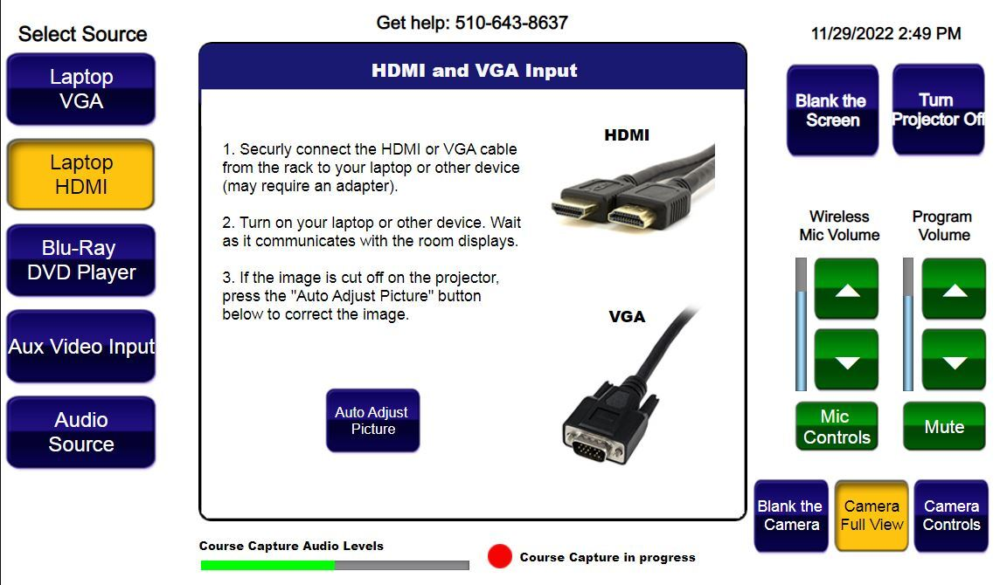 Get help: 510-643-8637
Select Source
11/29/2022 2:49 PM
Laptop
VGA
Laptop
HDMI
Blu-Ray
DVD Player
Aux Video Input
Audio
Source
HDMI and VGA Input
1. Securly connect the HDMI or VGA cable
from the rack to your laptop or other device
(may require an adapter).
2. Turn on your laptop or other device. Wait
as it communicates with the room displays.
3. If the image is cut off on the projector,
press the "Auto Adjust Picture" button
below to correct the image.
HDMI
VGA
Auto Adjust
Picture
Blank the
Screen
Turn
Projector Off
Wireless
Mic Volume
Program
Volume
Mic
Controls
Mute
Blank the
Camera
Camera
Full View
Camera
Controls
Course Capture Audio Levels
Course Capture in progress